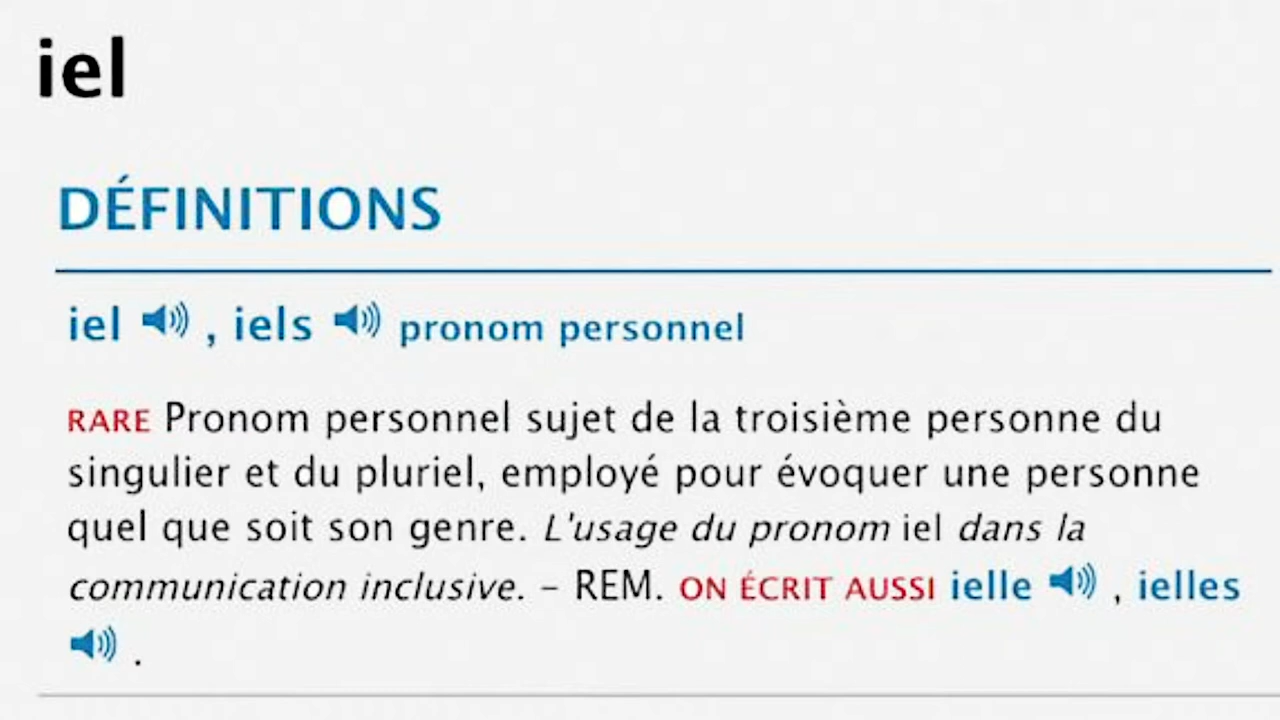 iel
DÉFINITIONS
iel , iels pronom personnel
RARE Pronom personnel sujet de la troisième personne du
singulier et du pluriel, employé pour évoquer une personne
quel que soit son genre. L'usage du pronom iel dans la
communication inclusive. – REM. ON ÉCRIT AUSSI ielle , ielles
.